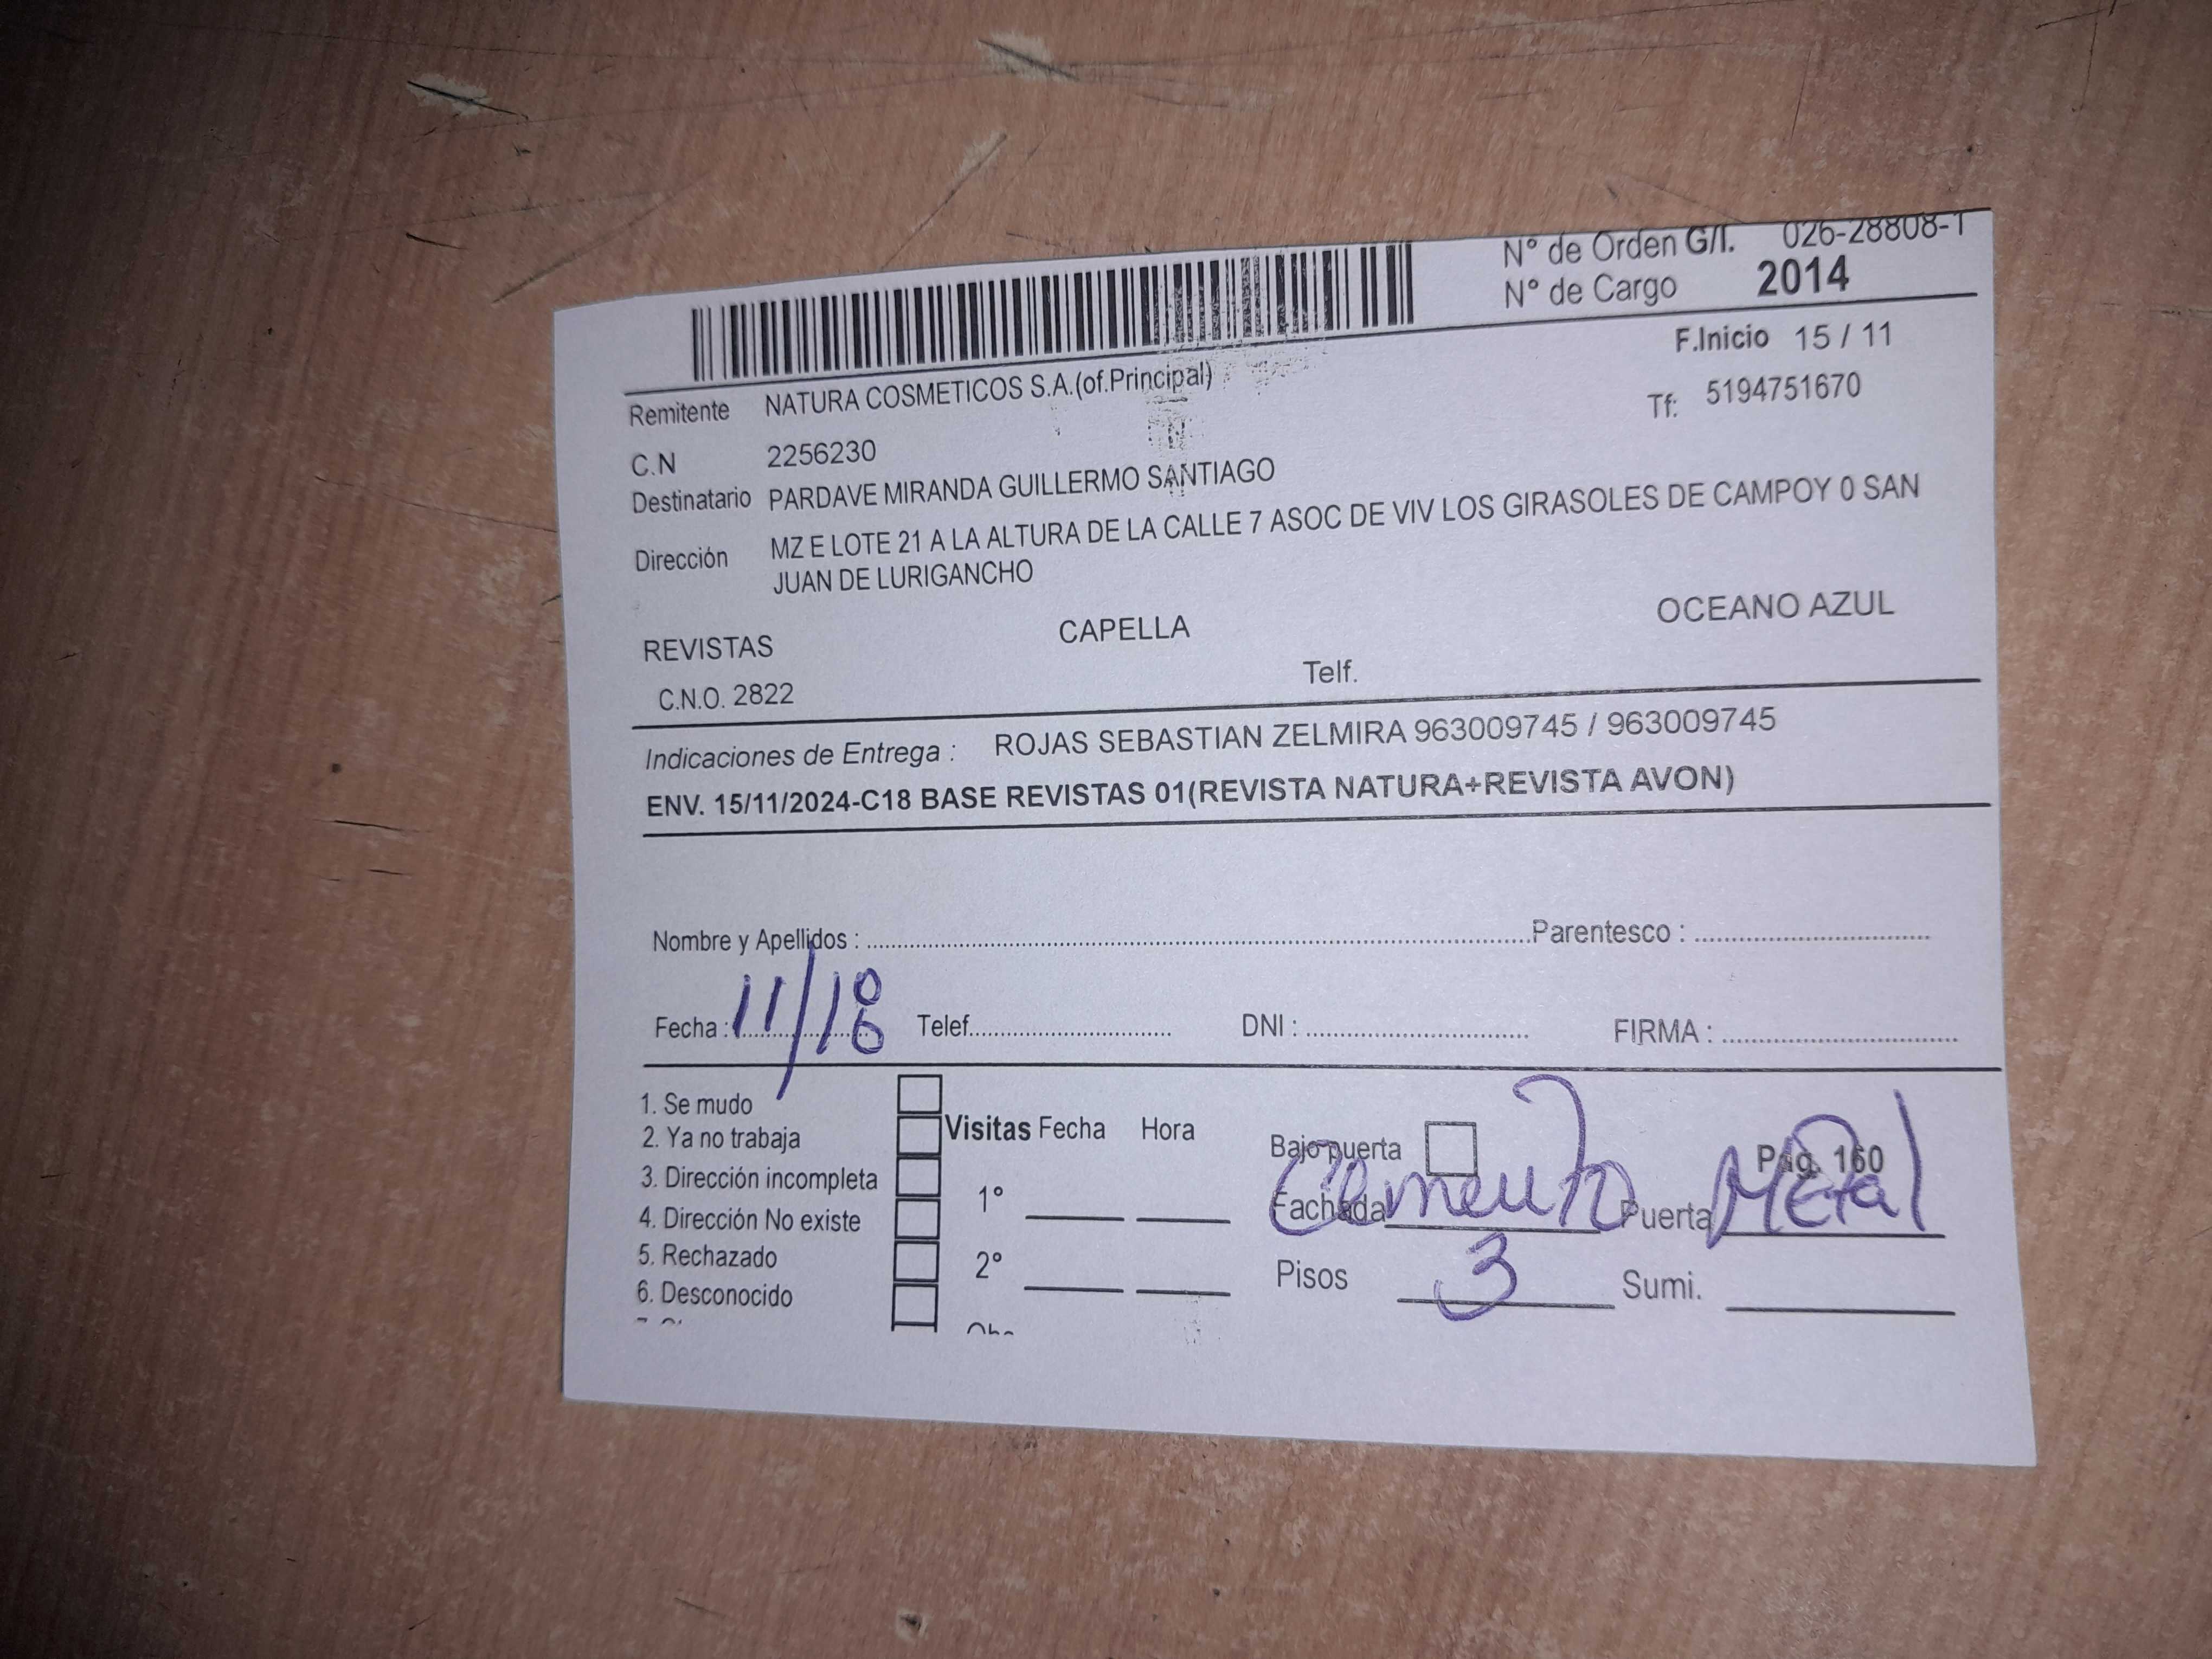 N° de Orden G/I. 026-28808-1
N° de Cargo 2014
F.Inicio 15 / 11
Remitente NATURA COSMETICOS S.A.(of.Principal)
Tf: 5194751670
C.N 2256230
Destinatario PARDAVE MIRANDA GUILLERMO SANTIAGO
Dirección MZ E LOTE 21 A LA ALTURA DE LA CALLE 7 ASOC DE VIV LOS GIRASOLES DE CAMPOY 0 SAN
JUAN DE LURIGANCHO
REVISTAS CAPELLA OCEANO AZUL
C.N.O. 2822 Telf.
Indicaciones de Entrega : ROJAS SEBASTIAN ZELMIRA 963009745 / 963009745
ENV. 15/11/2024-C18 BASE REVISTAS 01(REVISTA NATURA+REVISTA AVON)
Nombre y Apellidos : Parentesco :
Fecha : 11/18 Telef. DNI : FIRMA :
1. Se mudo
2. Ya no trabaja
3. Dirección incompleta
4. Dirección No existe
5. Rechazado
6. Desconocido
Visitas Fecha Hora
1°
2°
Bajo puerta Pág. 160
Fachada Cemento Puerta Metal
Pisos 3 Sumi.